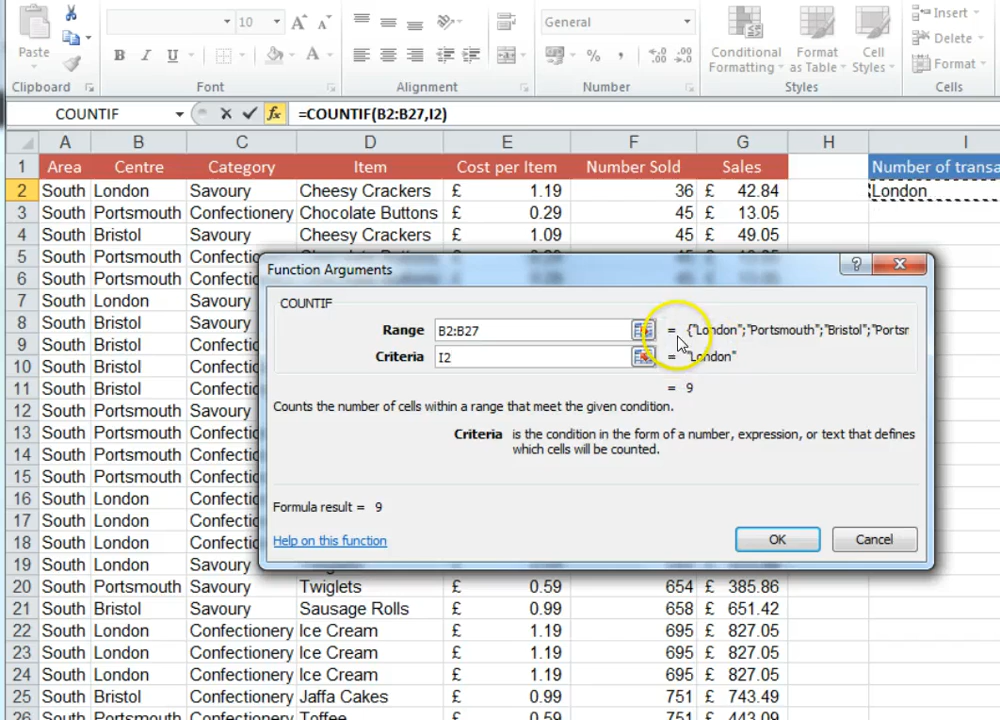 10 A A General Insert
Paste B I U A % , .00 .0 Conditional Format Cell Delete
Formatting as Table Styles Format
Clipboard Font Alignment Number Styles Cells
COUNTIF fx =COUNTIF(B2:B27,I2)
A B C D E F G H I
1 Area Centre Category Item Cost per Item Number Sold Sales Number of transa
2 South London Savoury Cheesy Crackers £ 1.19 36 £ 42.84 London
3 South Portsmouth Confectionery Chocolate Buttons £ 0.29 45 £ 13.05
4 South Bristol Savoury Cheesy Crackers £ 1.09 45 £ 49.05
5 South Portsmouth Confectio
6 South Portsmouth Confectio
7 South London Savoury
8 South Bristol Savoury
9 South Bristol Confectio
10 South Bristol Confectio
11 South Bristol Confectio
12 South Portsmouth Savoury
13 South Portsmouth Confectio
14 South Portsmouth Confectio
15 South Portsmouth Confectio
16 South London Confectio
17 South London Confectio
18 South London Confectio
19 South London Savoury
20 South Portsmouth Savoury Twiglets £ 0.59 654 £ 385.86
21 South Bristol Savoury Sausage Rolls £ 0.99 658 £ 651.42
22 South London Confectionery Ice Cream £ 1.19 695 £ 827.05
23 South London Confectionery Ice Cream £ 1.19 695 £ 827.05
24 South London Confectionery Ice Cream £ 1.19 695 £ 827.05
25 South Bristol Confectionery Jaffa Cakes £ 0.99 751 £ 743.49
26 South Portsmouth Confectionery Toffee £ 0.59 751 £ 443.09
Function Arguments ?
COUNTIF
Range B2:B27 = {"London";"Portsmouth";"Bristol";"Portsr
Criteria I2 = "London"
= 9
Counts the number of cells within a range that meet the given condition.
Criteria is the condition in the form of a number, expression, or text that defines
which cells will be counted.
Formula result = 9
Help on this function OK Cancel